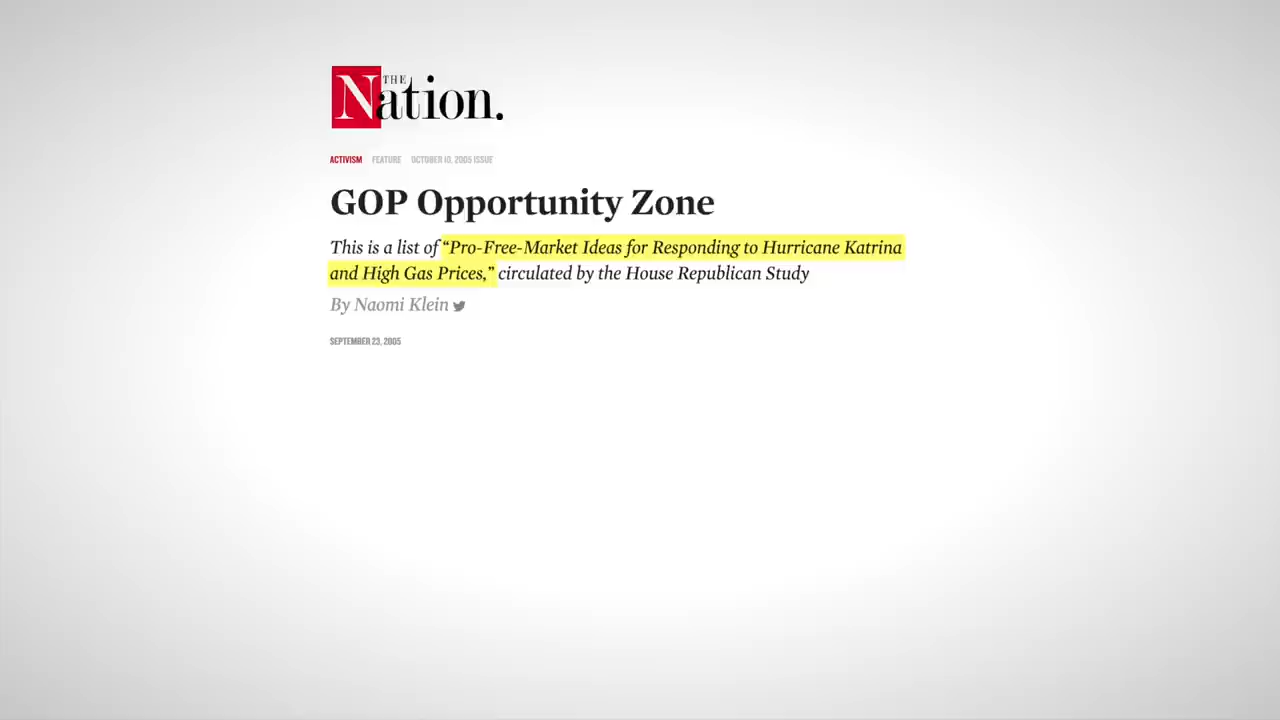 THE Nation.
ACTIVISM FEATURE OCTOBER 10, 2005 ISSUE
GOP Opportunity Zone
This is a list of “Pro-Free-Market Ideas for Responding to Hurricane Katrina
and High Gas Prices,” circulated by the House Republican Study
By Naomi Klein
SEPTEMBER 23, 2005